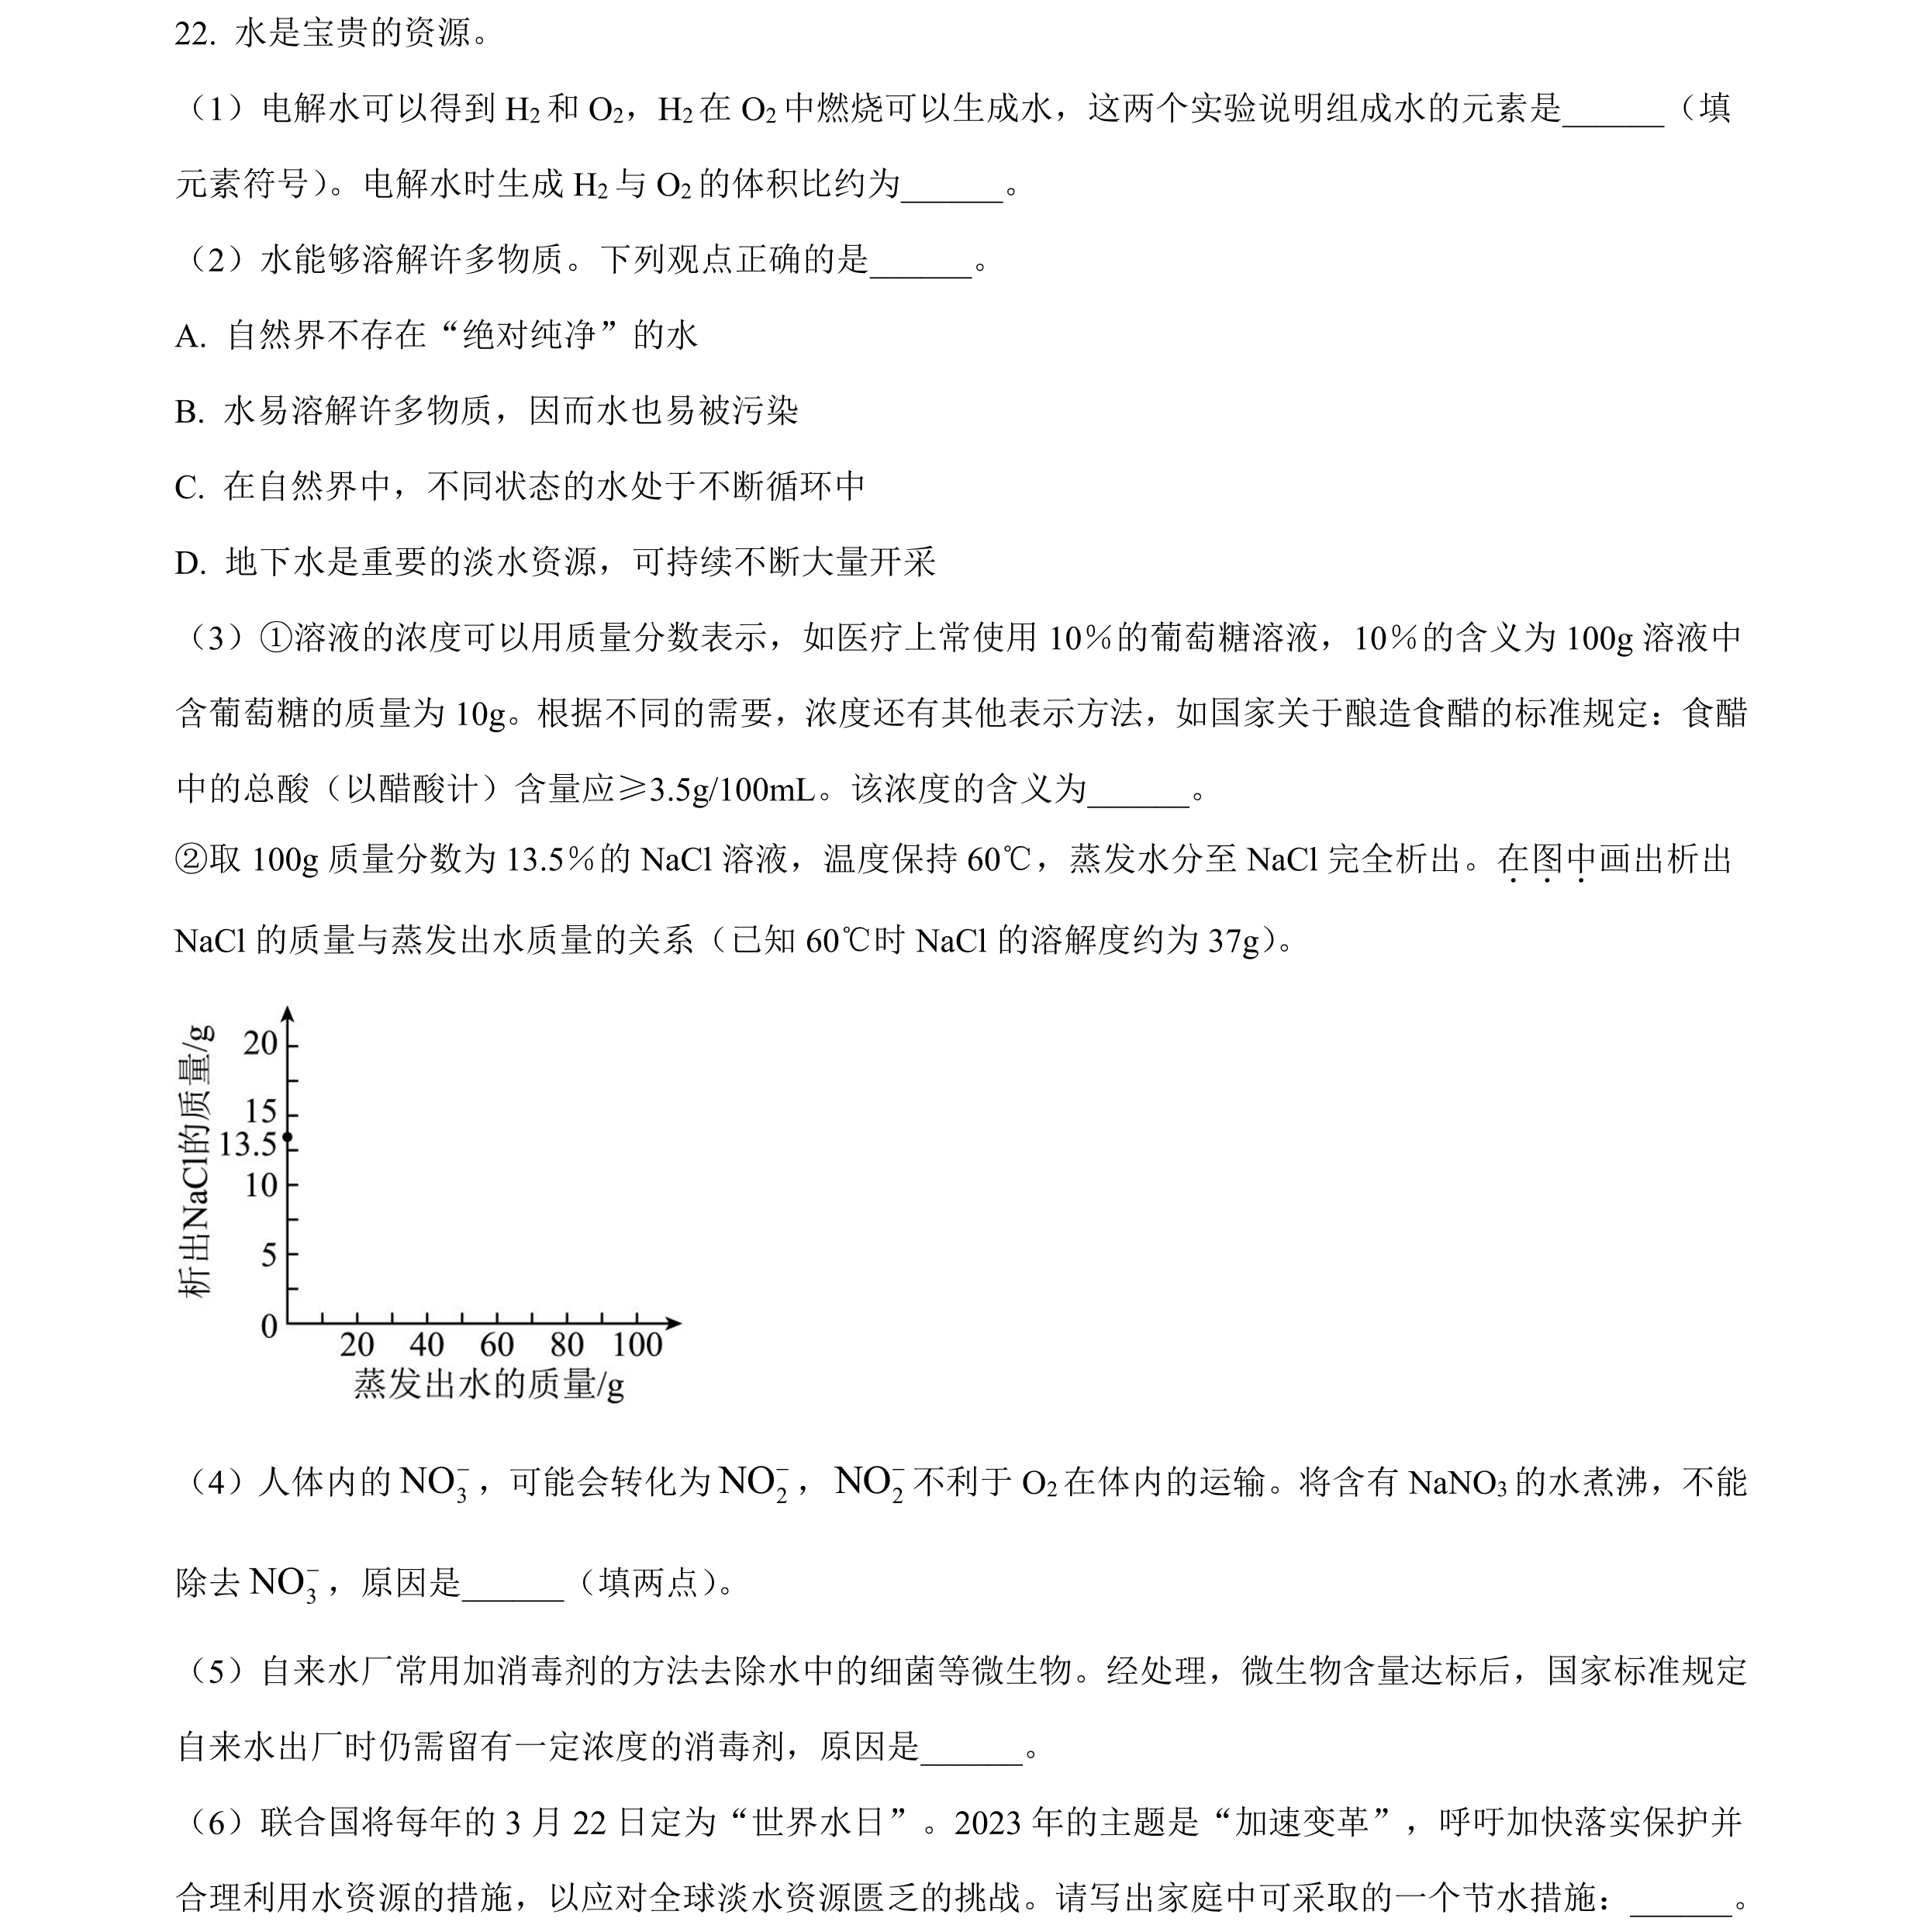 22. 水是宝贵的资源。
（1）电解水可以得到 H₂和 O₂，H₂在 O₂中燃烧可以生成水，这两个实验说明组成水的元素是______（填
元素符号）。电解水时生成 H₂与 O₂的体积比约为______。
（2）水能够溶解许多物质。下列观点正确的是______。
A. 自然界不存在“绝对纯净”的水
B. 水易溶解许多物质，因而水也易被污染
C. 在自然界中，不同状态的水处于不断循环中
D. 地下水是重要的淡水资源，可持续不断大量开采
（3）①溶液的浓度可以用质量分数表示，如医疗上常使用 10％的葡萄糖溶液，10％的含义为 100g 溶液中
含葡萄糖的质量为 10g。根据不同的需要，浓度还有其他表示方法，如国家关于酿造食醋的标准规定：食醋
中的总酸（以醋酸计）含量应≥3.5g/100mL。该浓度的含义为______。
②取 100g 质量分数为 13.5％的 NaCl 溶液，温度保持 60℃，蒸发水分至 NaCl 完全析出。在图中画出析出
NaCl 的质量与蒸发出水质量的关系（已知 60℃时 NaCl 的溶解度约为 37g）。
析出NaCl的质量/g
20
15
13.5
10
5
0
20 40 60 80 100
蒸发出水的质量/g
（4）人体内的 NO₃⁻，可能会转化为 NO₂⁻，NO₂⁻不利于 O₂在体内的运输。将含有 NaNO₃的水煮沸，不能
除去 NO₃⁻，原因是______（填两点）。
（5）自来水厂常用加消毒剂的方法去除水中的细菌等微生物。经处理，微生物含量达标后，国家标准规定
自来水出厂时仍需留有一定浓度的消毒剂，原因是______。
（6）联合国将每年的 3 月 22 日定为“世界水日”。2023 年的主题是“加速变革”，呼吁加快落实保护并
合理利用水资源的措施，以应对全球淡水资源匮乏的挑战。请写出家庭中可采取的一个节水措施：______。